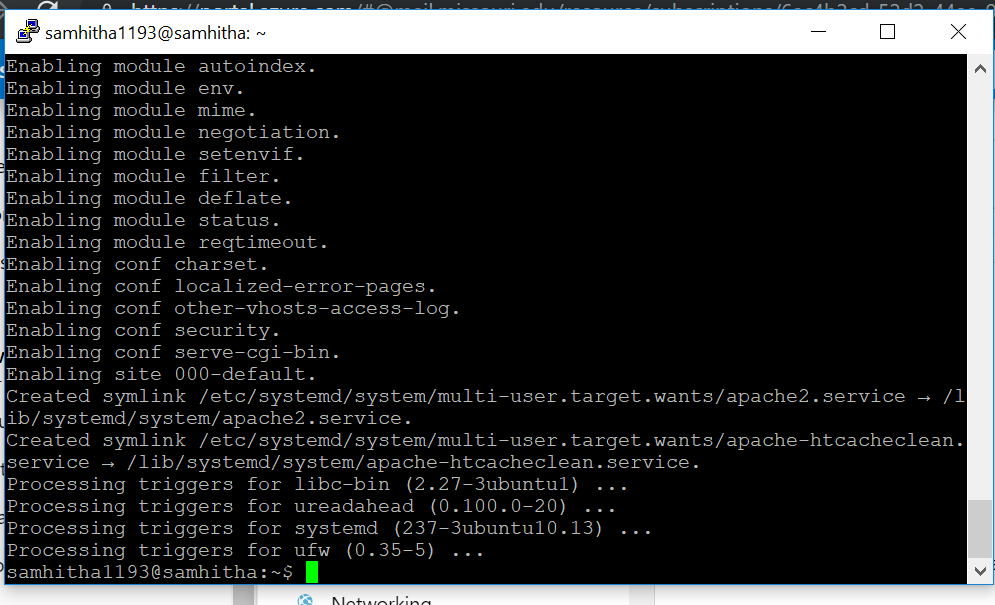 samhitha1193@samhitha: ~
Enabling module autoindex.
Enabling module env.
Enabling module mime.
Enabling module negotiation.
Enabling module setenvif.
Enabling module filter.
Enabling module deflate.
Enabling module status.
Enabling module reqtimeout.
Enabling conf charset.
Enabling conf localized-error-pages.
Enabling conf other-vhosts-access-log.
Enabling conf security.
Enabling conf serve-cgi-bin.
Enabling site 000-default.
Created symlink /etc/systemd/system/multi-user.target.wants/apache2.service → /l
ib/systemd/system/apache2.service.
Created symlink /etc/systemd/system/multi-user.target.wants/apache-htcacheclean.
service → /lib/systemd/system/apache-htcacheclean.service.
Processing triggers for libc-bin (2.27-3ubuntu1) ...
Processing triggers for ureadahead (0.100.0-20) ...
Processing triggers for systemd (237-3ubuntu10.13) ...
Processing triggers for ufw (0.35-5) ...
samhitha1193@samhitha:~$
Networking